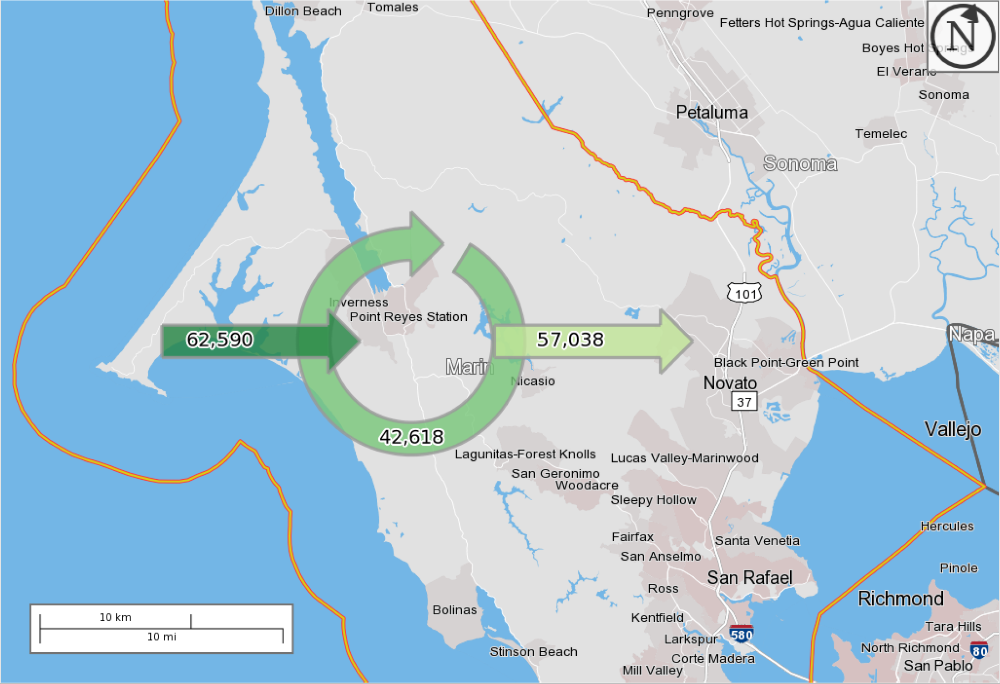 Dillon Beach
Tomales
Penngrove
Fetters Hot Springs-Agua Caliente
N
Boyes Hot Springs
El Verano
Sonoma
Petaluma
Temelec
Sonoma
101
Inverness
Point Reyes Station
62,590
57,038
Napa
Marin
Black Point-Green Point
Nicasio
Novato
37
42,618
Vallejo
Lagunitas-Forest Knolls
Lucas Valley-Marinwood
San Geronimo
Woodacre
Sleepy Hollow
Hercules
Fairfax
Santa Venetia
San Anselmo
Pinole
San Rafael
Ross
Richmond
Bolinas
10 km
Kentfield
Tara Hills
580
10 mi
Larkspur
North Richmond
80
Stinson Beach
Corte Madera
San Pablo
Mill Valley